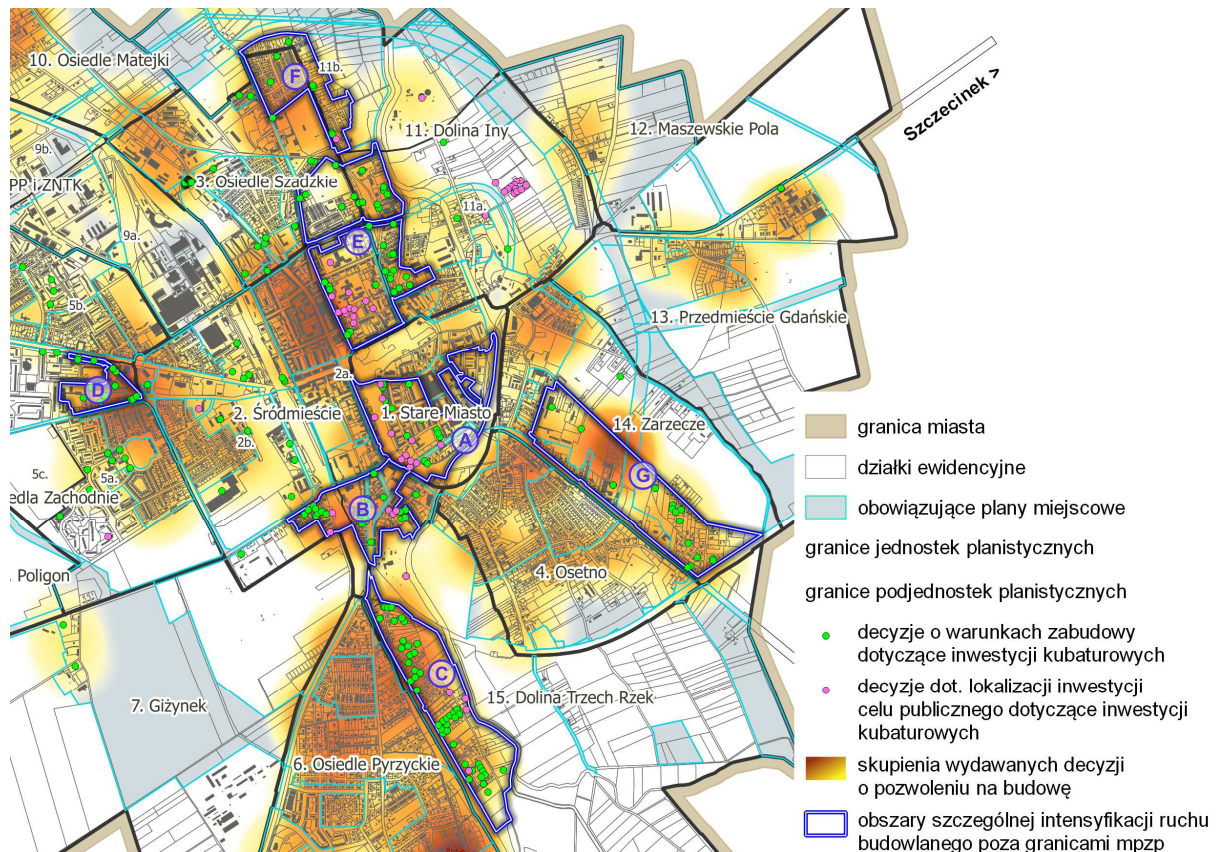 10. Osiedle Matejki
11b.
F
Szczecinek >
11. Dolina Iny
12. Maszewskie Pola
9b.
PP i ZNTK
3. Osiedle Szadzkie
11a.
9a.
E
5b.
13. Przedmieście Gdańskie
2a.
D
2. Śródmieście
1. Stare Miasto
14. Zarzecze
A
2b.
5c.
5a.
G
edla Zachodnie
B
Poligon
4. Osetno
C
7. Giżynek
15. Dolina Trzech Rzek
6. Osiedle Pyrzyckie
granica miasta
działki ewidencyjne
obowiązujące plany miejscowe
granice jednostek planistycznych
granice podjednostek planistycznych
decyzje o warunkach zabudowy
dotyczące inwestycji kubaturowych
decyzje dot. lokalizacji inwestycji
celu publicznego dotyczące inwestycji
kubaturowych
skupienia wydawanych decyzji
o pozwoleniu na budowę
obszary szczególnej intensyfikacji ruchu
budowlanego poza granicami mpzp